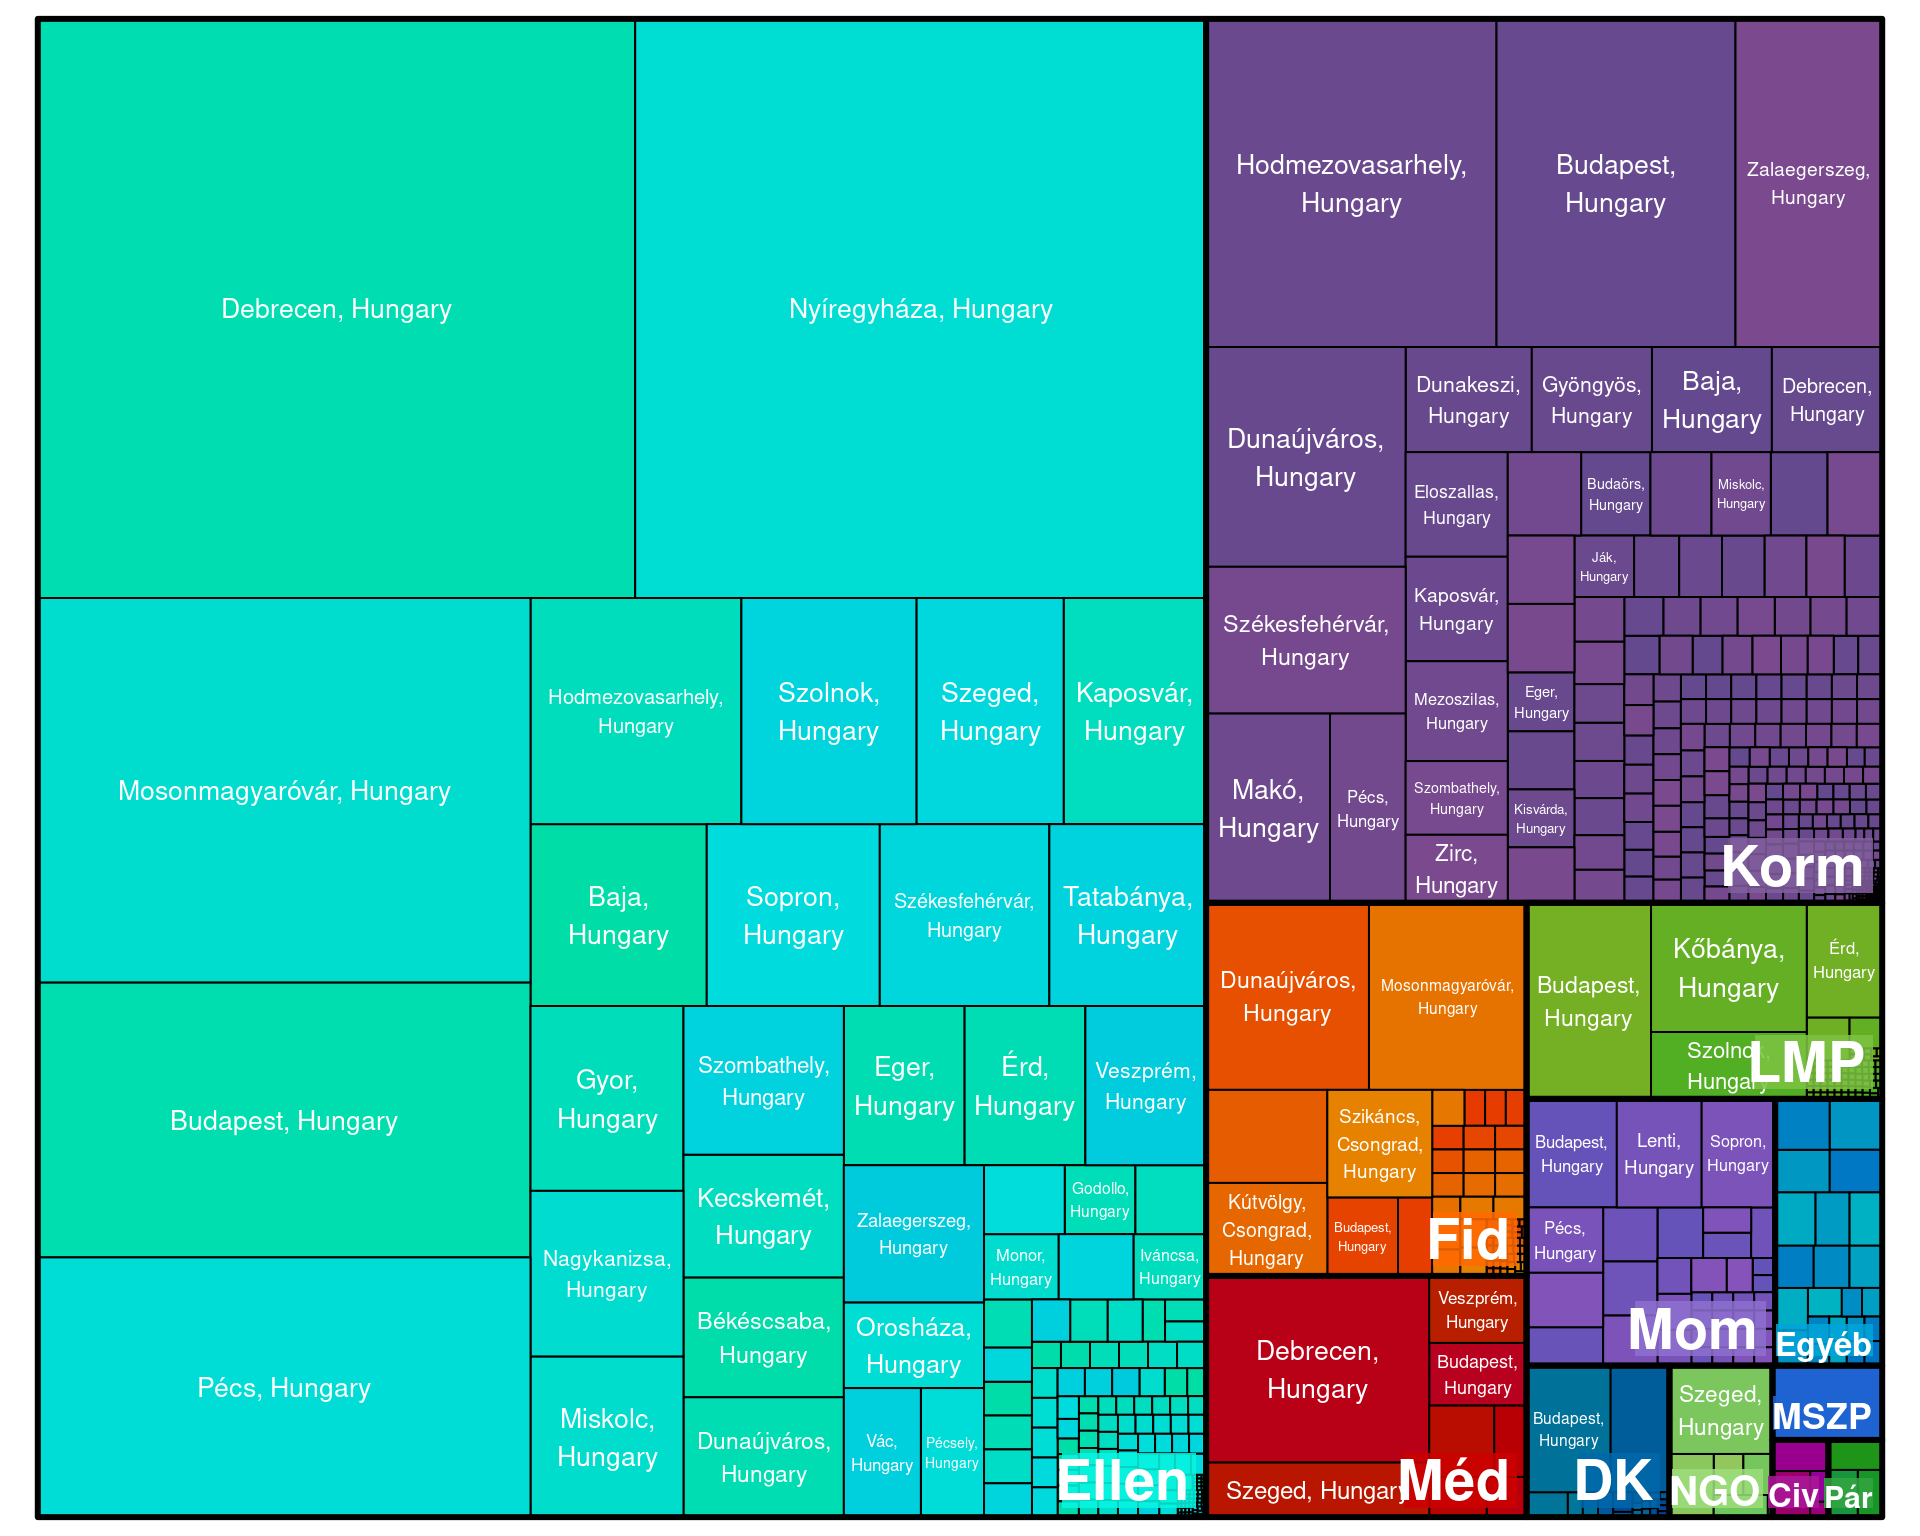 Debrecen, Hungary
Nyíregyháza, Hungary
Mosonmagyaróvár, Hungary
Budapest, Hungary
Pécs, Hungary
Hodmezovasarhely,
Hungary
Szolnok,
Hungary
Szeged,
Hungary
Kaposvár,
Hungary
Baja,
Hungary
Sopron,
Hungary
Székesfehérvár,
Hungary
Tatabánya,
Hungary
Gyor,
Hungary
Szombathely,
Hungary
Eger,
Hungary
Érd,
Hungary
Veszprém,
Hungary
Nagykanizsa,
Hungary
Kecskemét,
Hungary
Zalaegerszeg,
Hungary
Godollo,
Hungary
Monor,
Hungary
Iváncsa,
Hungary
Miskolc,
Hungary
Békéscsaba,
Hungary
Orosháza,
Hungary
Dunaújváros,
Hungary
Vác,
Hungary
Pécsely,
Hungary
Ellen
Hodmezovasarhely,
Hungary
Budapest,
Hungary
Zalaegerszeg,
Hungary
Dunaújváros,
Hungary
Dunakeszi,
Hungary
Gyöngyös,
Hungary
Baja,
Hungary
Debrecen,
Hungary
Eloszallas,
Hungary
Budaörs,
Hungary
Miskolc,
Hungary
Ják,
Hungary
Székesfehérvár,
Hungary
Kaposvár,
Hungary
Mezoszilas,
Hungary
Eger,
Hungary
Makó,
Hungary
Pécs,
Hungary
Szombathely,
Hungary
Kisvárda,
Hungary
Zirc,
Hungary
Korm
Dunaújváros,
Hungary
Mosonmagyaróvár,
Hungary
Szikáncs,
Csongrad,
Hungary
Kútvölgy,
Csongrad,
Hungary
Budapest,
Hungary
Fid
Budapest,
Hungary
Kőbánya,
Hungary
Érd,
Hungary
Szolnok,
Hungary
LMP
Budapest,
Hungary
Lenti,
Hungary
Sopron,
Hungary
Pécs,
Hungary
Mom
Egyéb
Debrecen,
Hungary
Veszprém,
Hungary
Budapest,
Hungary
Szeged, Hungary
Méd
Budapest,
Hungary
DK
Szeged,
Hungary
NGO
MSZP
Civ
Pár